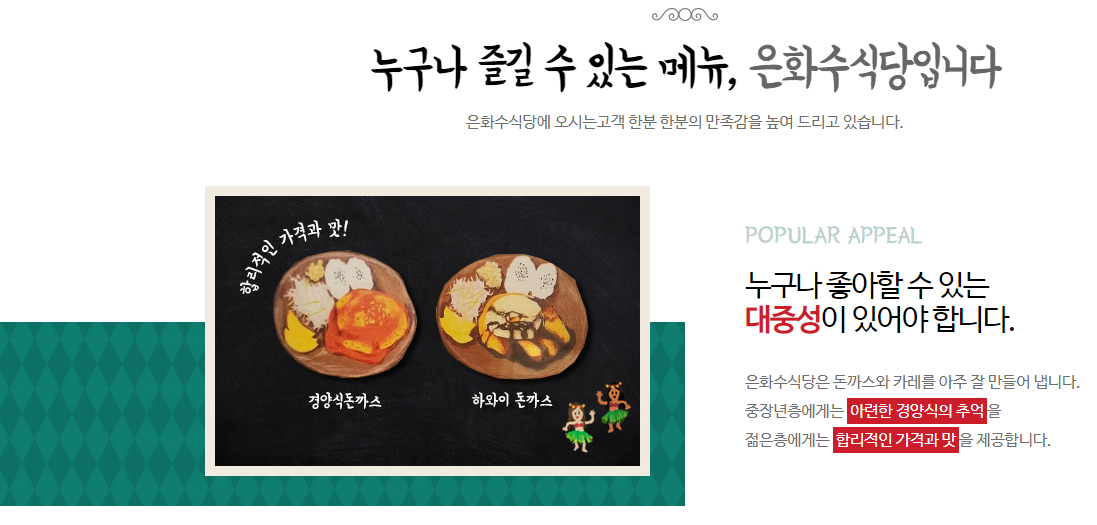 누구나 즐길 수 있는 메뉴, 은화수식당입니다
은화수식당에 오시는고객 한분 한분의 만족감을 높여 드리고 있습니다.
합리적인 가격과 맛!
경양식돈까스
하와이 돈까스
POPULAR APPEAL
누구나 좋아할 수 있는
대중성이 있어야 합니다.
은화수식당은 돈까스와 카레를 아주 잘 만들어 냅니다.
중장년층에게는 아련한 경양식의 추억을
젊은층에게는 합리적인 가격과 맛을 제공합니다.